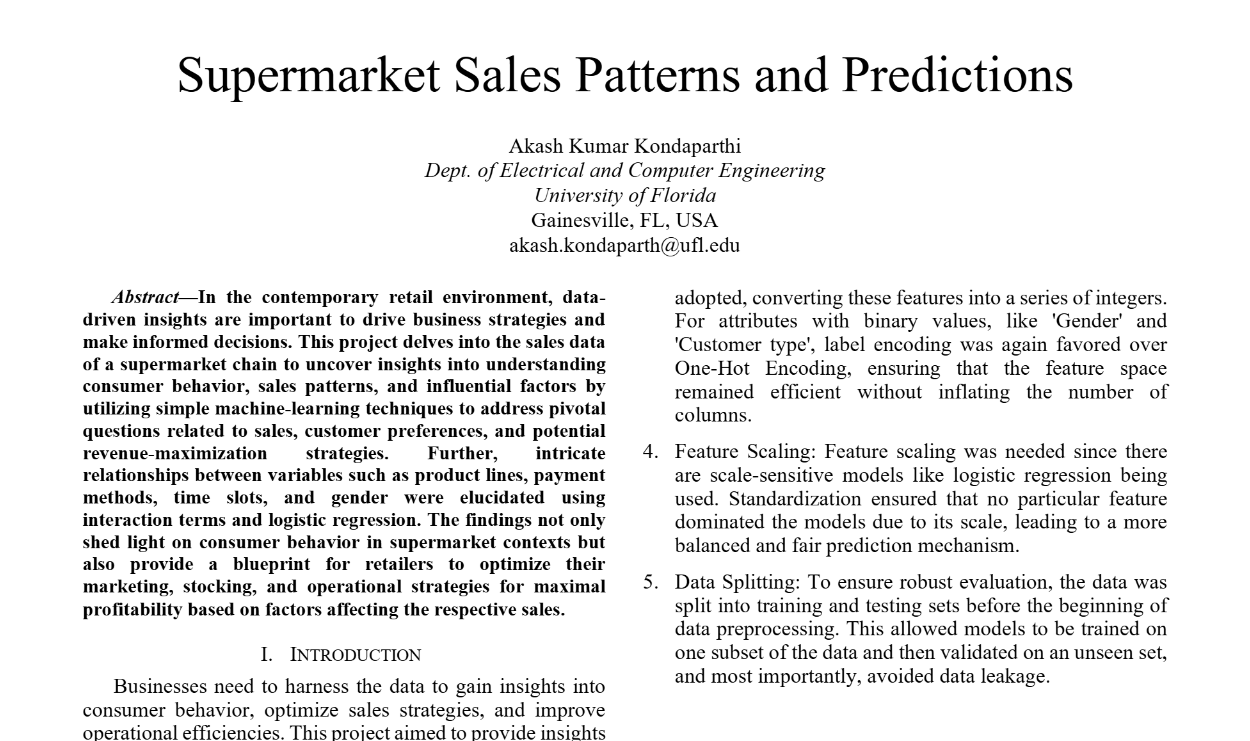 Supermarket Sales Patterns and Predictions
Akash Kumar Kondaparthi
Dept. of Electrical and Computer Engineering
University of Florida
Gainesville, FL, USA
akash.kondaparth@ufl.edu
Abstract—In the contemporary retail environment, data-
driven insights are important to drive business strategies and
make informed decisions. This project delves into the sales data
of a supermarket chain to uncover insights into understanding
consumer behavior, sales patterns, and influential factors by
utilizing simple machine-learning techniques to address pivotal
questions related to sales, customer preferences, and potential
revenue-maximization strategies. Further, intricate
relationships between variables such as product lines, payment
methods, time slots, and gender were elucidated using
interaction terms and logistic regression. The findings not only
shed light on consumer behavior in supermarket contexts but
also provide a blueprint for retailers to optimize their
marketing, stocking, and operational strategies for maximal
profitability based on factors affecting the respective sales.
I. INTRODUCTION
Businesses need to harness the data to gain insights into
consumer behavior, optimize sales strategies, and improve
operational efficiencies. This project aimed to provide insights
adopted, converting these features into a series of integers.
For attributes with binary values, like 'Gender' and
'Customer type', label encoding was again favored over
One-Hot Encoding, ensuring that the feature space
remained efficient without inflating the number of
columns.
4. Feature Scaling: Feature scaling was needed since there
are scale-sensitive models like logistic regression being
used. Standardization ensured that no particular feature
dominated the models due to its scale, leading to a more
balanced and fair prediction mechanism.
5. Data Splitting: To ensure robust evaluation, the data was
split into training and testing sets before the beginning of
data preprocessing. This allowed models to be trained on
one subset of the data and then validated on an unseen set,
and most importantly, avoided data leakage.